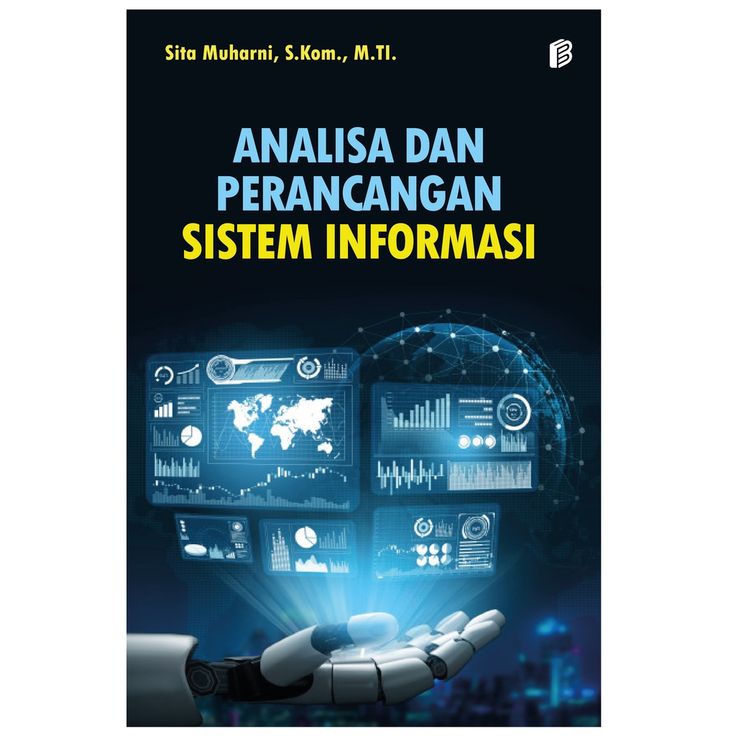 Sita Muharni, S.Kom., M.TI.
ANALISA DAN
PERANCANGAN
SISTEM INFORMASI